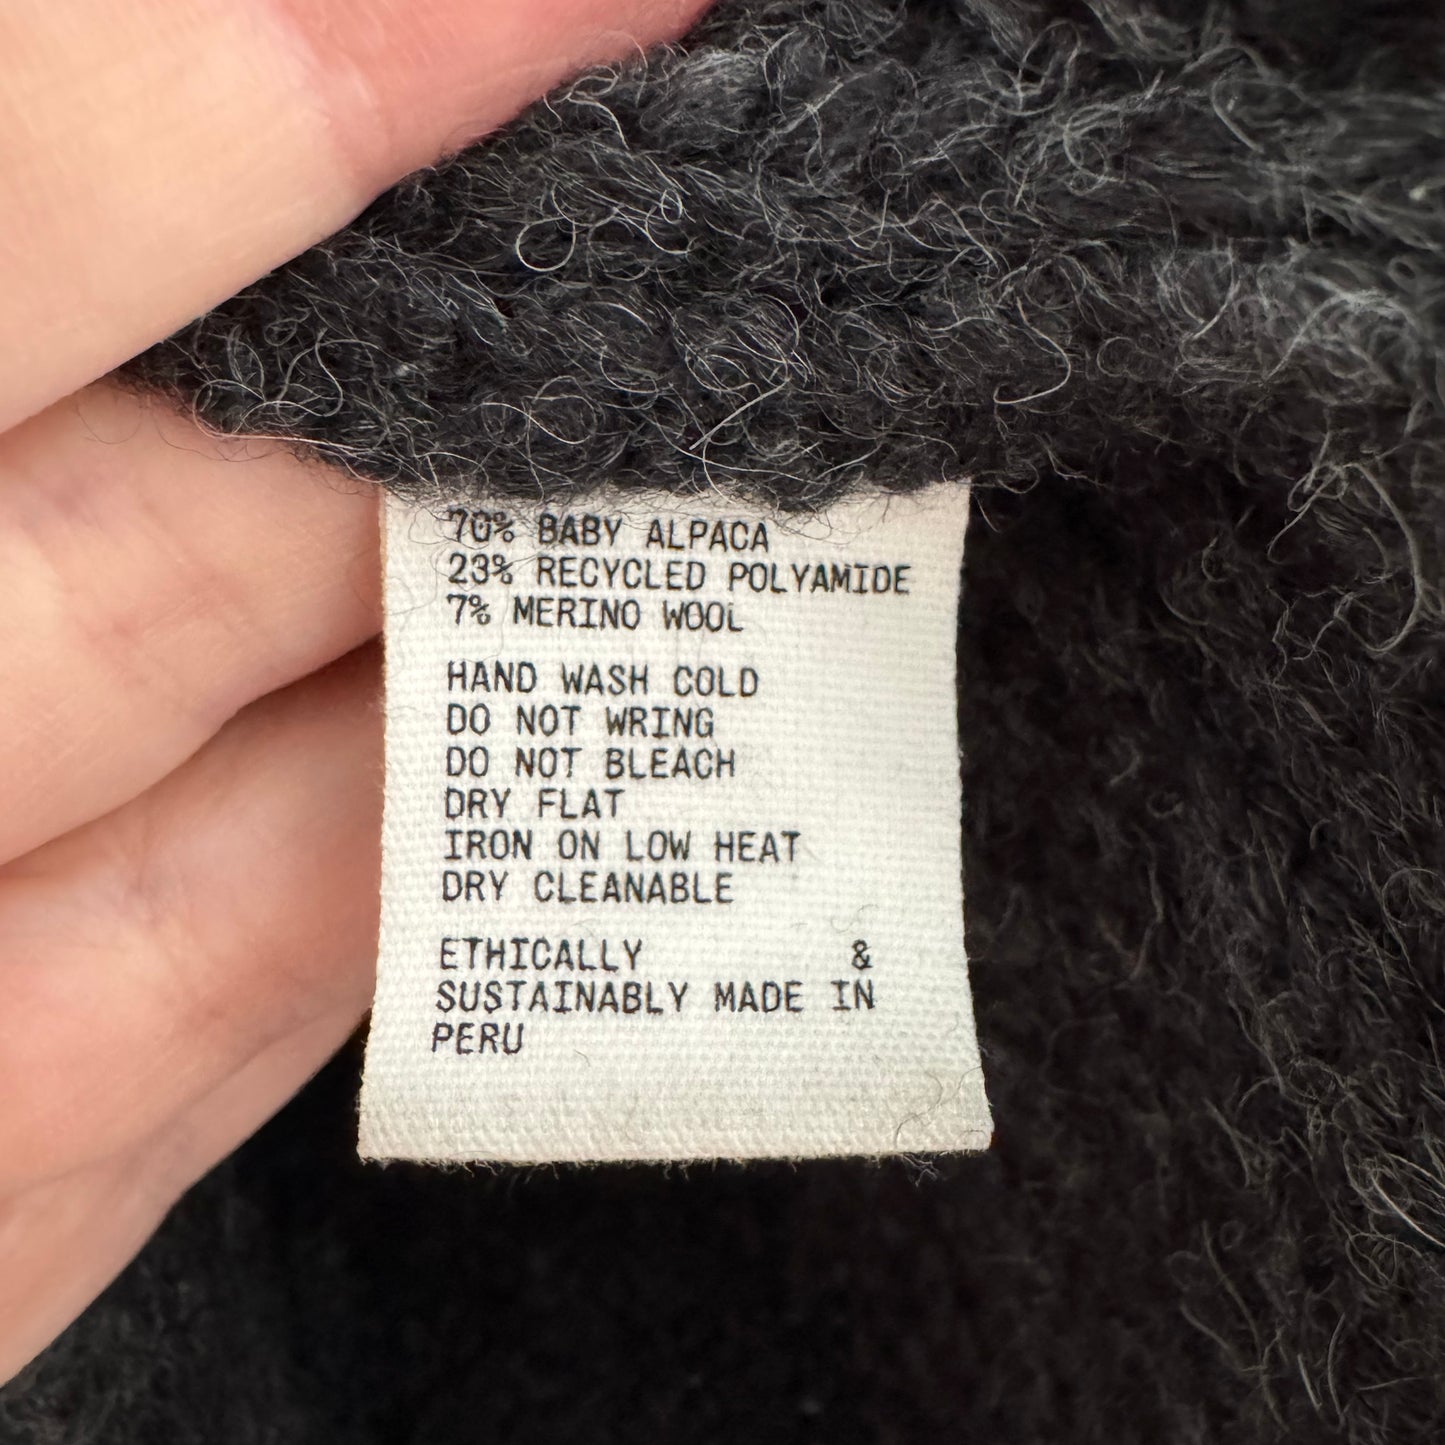 70% BABY ALPACA
23% RECYCLED POLYAMIDE
7% MERINO WOOL
HAND WASH COLD
DO NOT WRING
DO NOT BLEACH
DRY FLAT
IRON ON LOW HEAT
DRY CLEANABLE
ETHICALLY &
SUSTAINABLY MADE IN
PERU